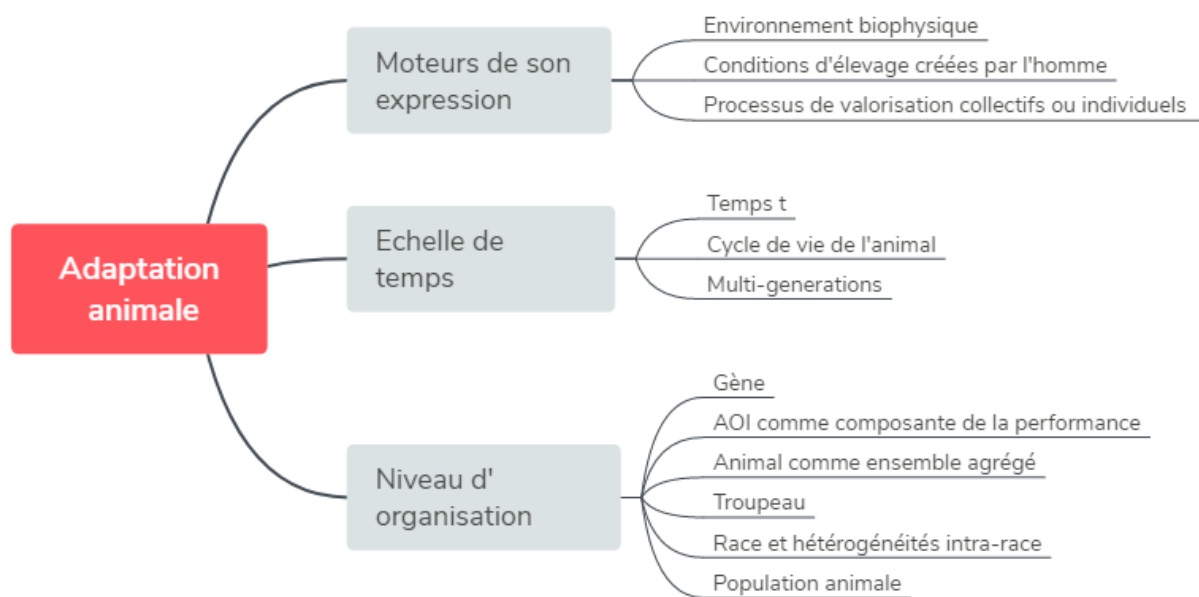 Adaptation
animale
Moteurs de son
expression
Environnement biophysique
Conditions d'élevage créées par l'homme
Processus de valorisation collectifs ou individuels
Echelle de
temps
Temps t
Cycle de vie de l'animal
Multi-generations
Niveau d'
organisation
Gène
AOI comme composante de la performance
Animal comme ensemble agrégé
Troupeau
Race et hétérogénéités intra-race
Population animale